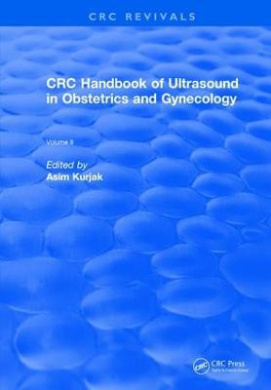 CRC REVIVALS
CRC Handbook of Ultrasound
in Obstetrics and Gynecology
Volume II
Edited by
Asim Kurjak
CRC Press
Taylor & Francis Group